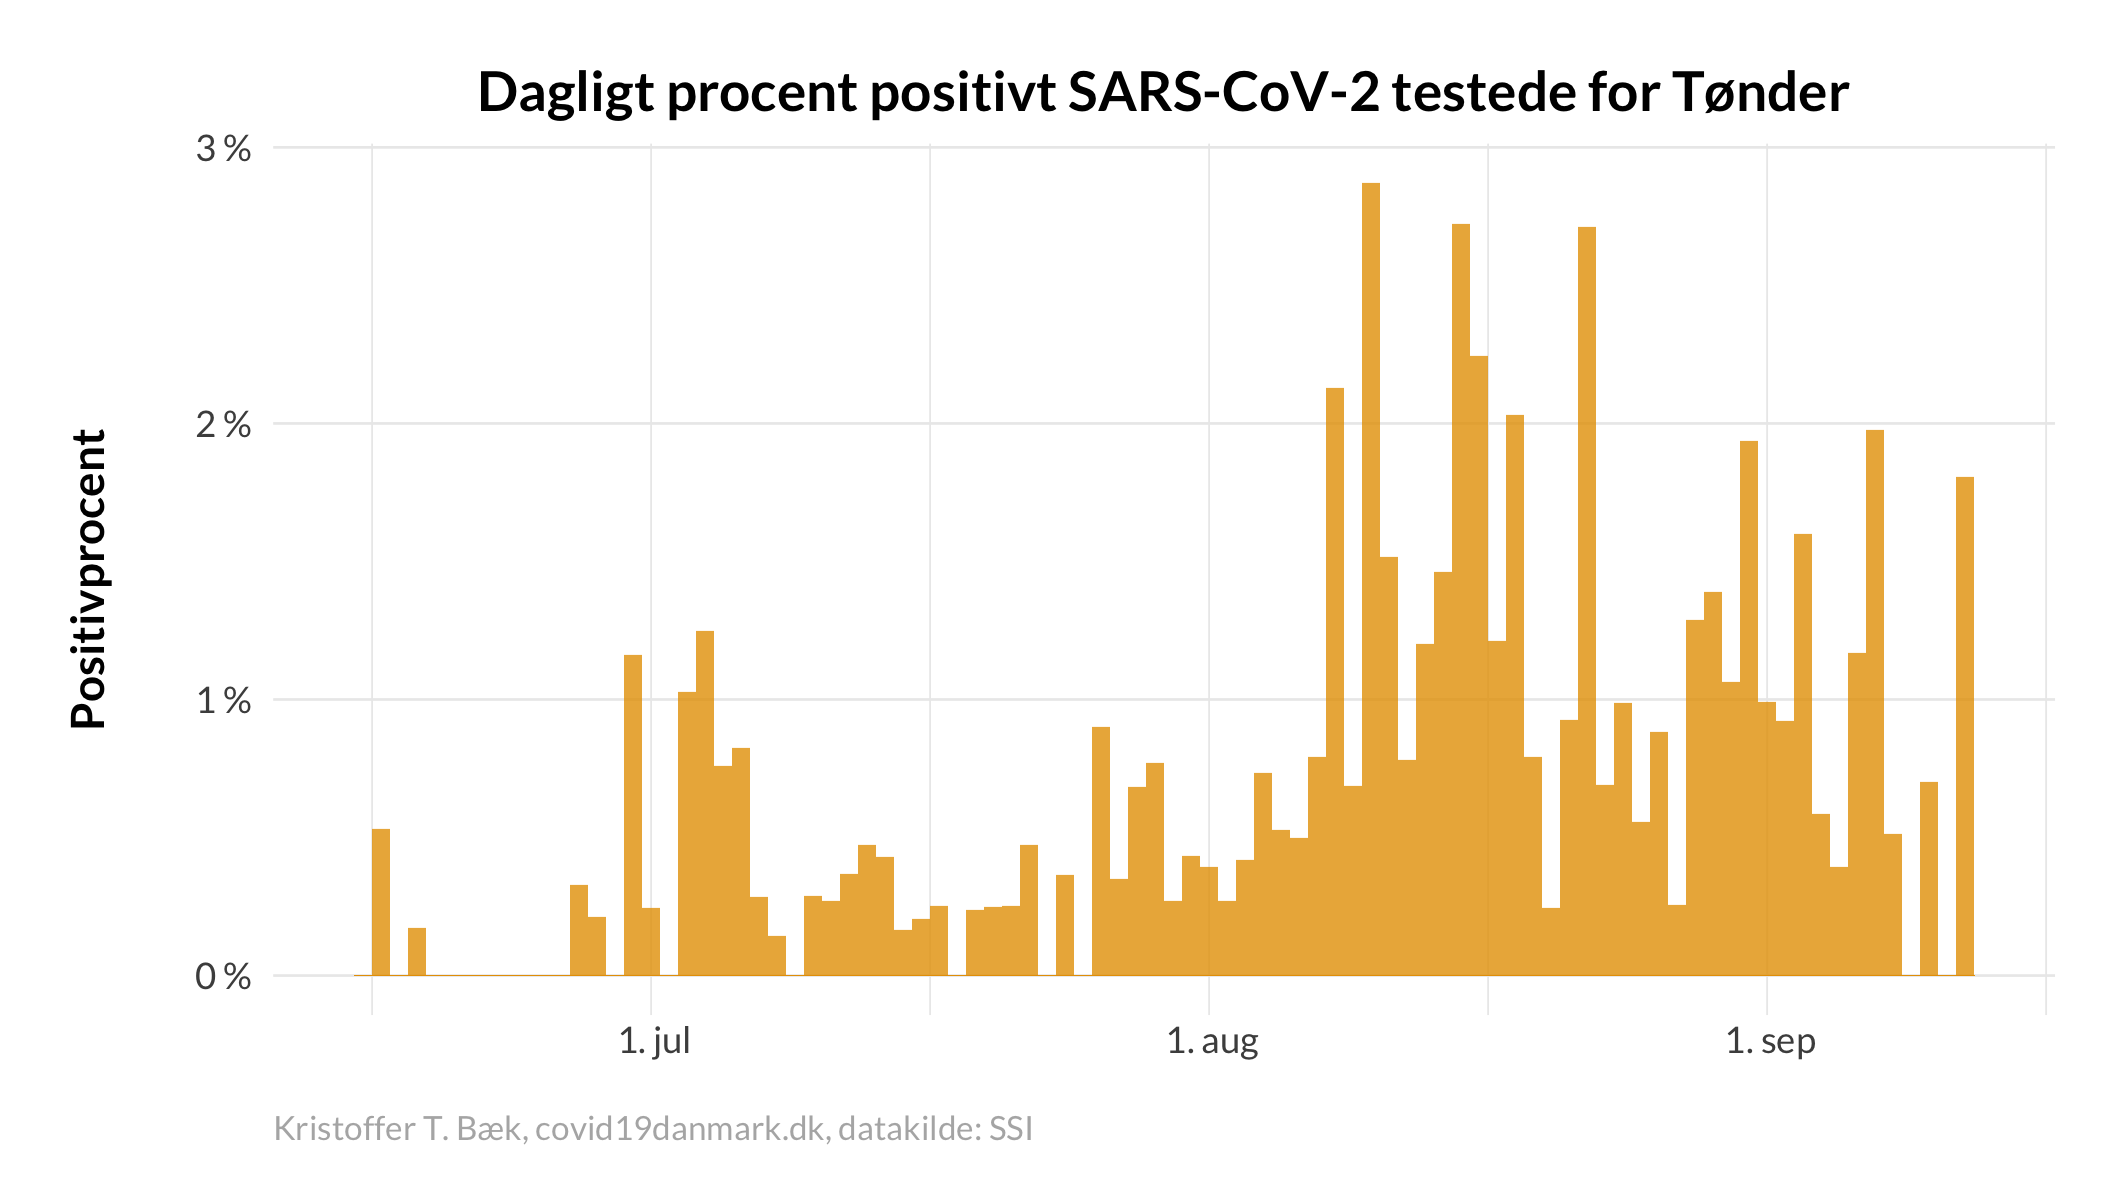 Dagligt procent positivt SARS-CoV-2 testede for Tønder
Positivprocent
3 %
2 %
1 %
0 %
1. jul
1. aug
1. sep
Kristoffer T. Bæk, covid19danmark.dk, datakilde: SSI